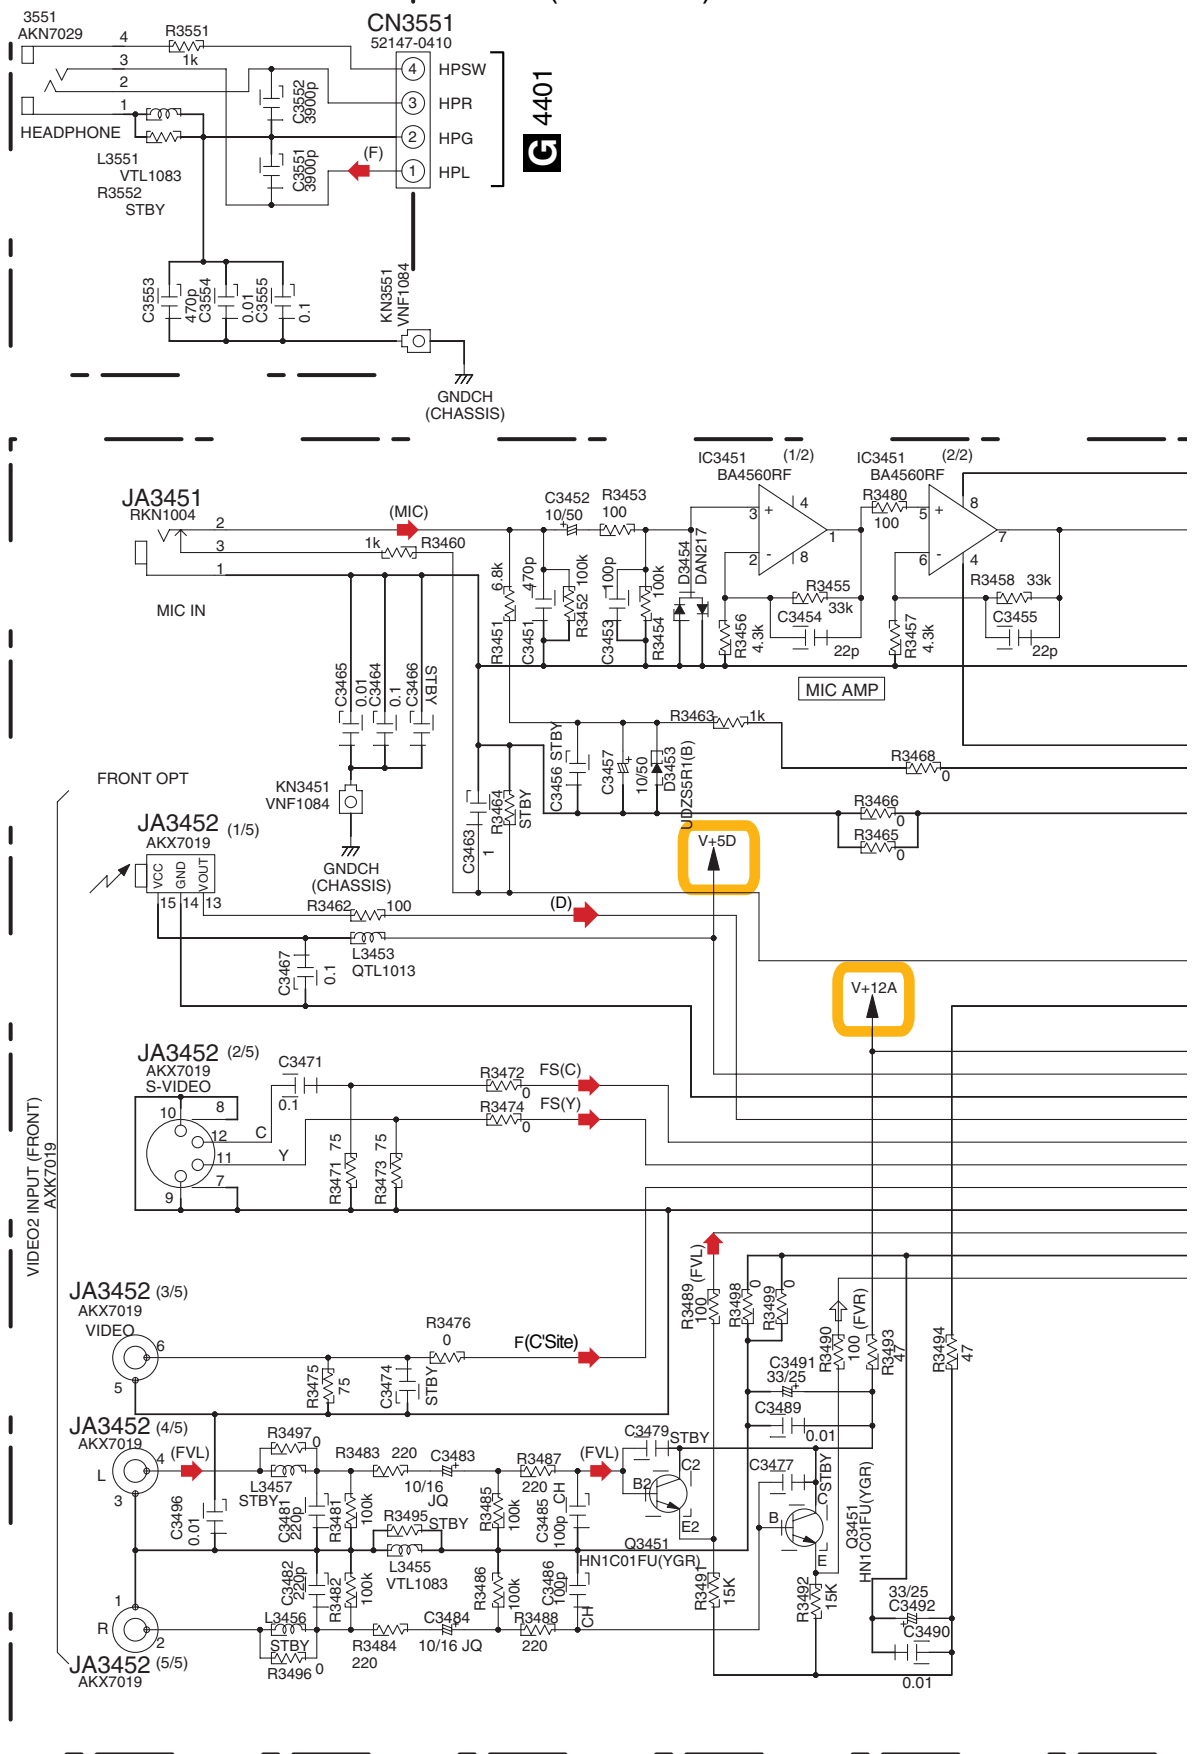 3551
AKN7029
R3551
1k
4
3
2
1
HEADPHONE
L3551
VTL1083
R3552
STBY
C3552
3900p
C3551
3900p
(F)
CN3551
52147-0410
4 HPSW
3 HPR
2 HPG
1 HPL
G 4401
C3553
470p
C3554
0.01
C3555
0.1
KN3551
VNF1084
GNDCH
(CHASSIS)
JA3451
RKN1004
2
3
1
MIC IN
(MIC)
1k R3460
R3451
6.8k
C3451
470p
R3452
100k
C3452
10/50
R3453
100
C3453
100p
R3454
100k
D3454
DAN217
IC3451
(1/2)
BA4560RF
3
+
4
1
2
-
8
R3455
33k
C3454
22p
R3456
4.3k
IC3451
(2/2)
BA4560RF
R3480
100
5
+
8
7
6
-
4
R3458 33k
C3455
22p
R3457
4.3k
MIC AMP
C3465
0.01
C3464
0.1
C3466
STBY
KN3451
VNF1084
GNDCH
(CHASSIS)
C3463
1
R3464
STBY
C3456 STBY
C3457
10/50
D3453
UDZS5R1(B)
R3463 1k
R3468
0
R3466
0
R3465
0
FRONT OPT
JA3452 (1/5)
AKX7019
VCC
GND
VOUT
15 14 13
R3462 100
(D)
L3453
QTL1013
C3467
0.1
V+5D
V+12A
VIDEO2 INPUT (FRONT)
AXK7019
JA3452 (2/5)
AKX7019
S-VIDEO
10
8
12
C
11
Y
7
9
C3471
0.1
R3471
75
R3473
75
R3472
0
FS(C)
R3474
0
FS(Y)
JA3452 (3/5)
AKX7019
VIDEO
6
5
R3475
75
C3474
STBY
R3476
0
F(C'Site)
R3489
100
(FVL)
R3498
0
R3499
0
R3490
100
(FVR)
R3493
47
R3494
47
C3491
33/25
C3489
0.01
JA3452 (4/5)
AKX7019
L
4
3
(FVL)
C3496
0.01
R3497
0
L3457
STBY
C3481
220p
R3481
100k
R3483 220
C3483
10/16
JQ
R3495
STBY
L3455
VTL1083
R3485
100k
R3487
220
C3485
100p
CH
(FVL)
C3479
STBY
C2
B2
E2
Q3451
HN1C01FU(YGR)
C3477
STBY
C
B
E
Q3451
HN1C01FU(YGR)
R3491
15K
R3492
15K
33/25
C3492
C3490
0.01
C3482
220p
R3482
100k
R3486
100k
C3486
100p
CH
1
R
2
JA3452 (5/5)
AKX7019
L3456
STBY
R3496 0
R3484
220
C3484
10/16 JQ
R3488
220